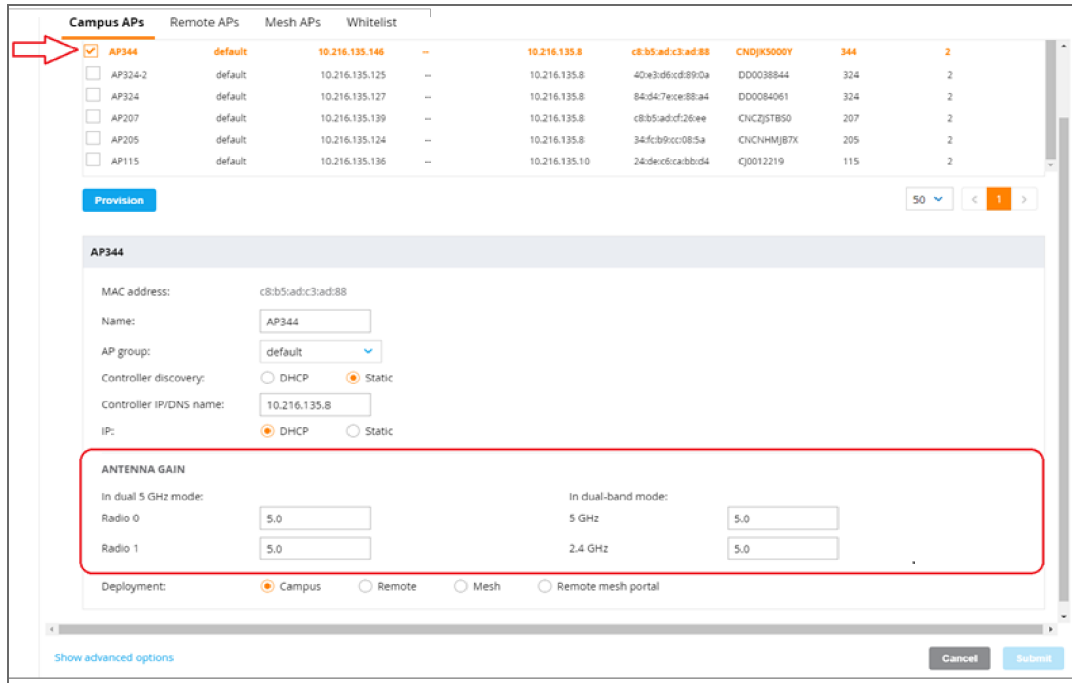 Campus APs Remote APs Mesh APs Whitelist
AP344 default 10.216.135.146 -- 10.216.135.8 c8:b5:ad:c3:ad:88 CNDJK5000Y 344 2
AP324-2 default 10.216.135.125 -- 10.216.135.8 40:e3:d6:cd:89:0a DD0038844 324 2
AP324 default 10.216.135.127 -- 10.216.135.8 84:d4:7e:ce:88:a4 DD0084061 324 2
AP207 default 10.216.135.139 -- 10.216.135.8 c8:b5:ad:cf:26:ee CNCZJSTBS0 207 2
AP205 default 10.216.135.124 -- 10.216.135.8 34:fc:b9:cc:08:5a CNCNHMJB7X 205 2
AP115 default 10.216.135.136 -- 10.216.135.10 24:de:c6:ca:bb:d4 CJ0012219 115 2
Provision 50 < 1 >
AP344
MAC address: c8:b5:ad:c3:ad:88
Name: AP344
AP group: default
Controller discovery: DHCP Static
Controller IP/DNS name: 10.216.135.8
IP: DHCP Static
ANTENNA GAIN
In dual 5 GHz mode: In dual-band mode:
Radio 0 5.0 5 GHz 5.0
Radio 1 5.0 2.4 GHz 5.0
Deployment: Campus Remote Mesh Remote mesh portal
Show advanced options Cancel Submit